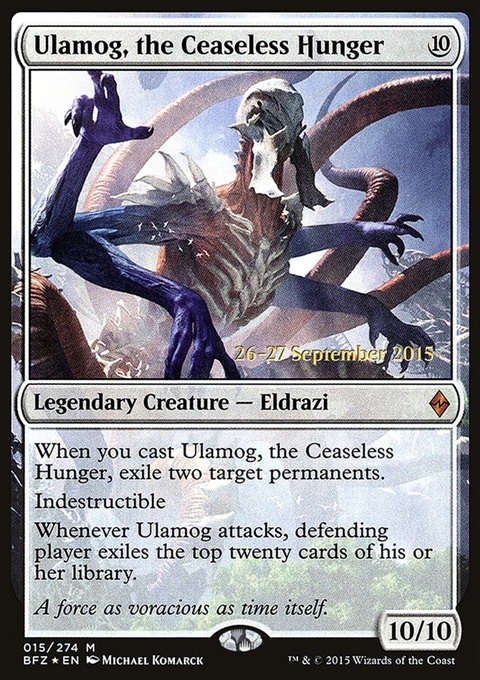 Ulamog, the Ceaseless Hunger 10
26-27 September 2015
Legendary Creature — Eldrazi
When you cast Ulamog, the Ceaseless
Hunger, exile two target permanents.
Indestructible
Whenever Ulamog attacks, defending
player exiles the top twenty cards of his or
her library.
A force as voracious as time itself.
10/10
015/274 M
BFZ ★ EN Michael Komarck
™ & © 2015 Wizards of the Coast